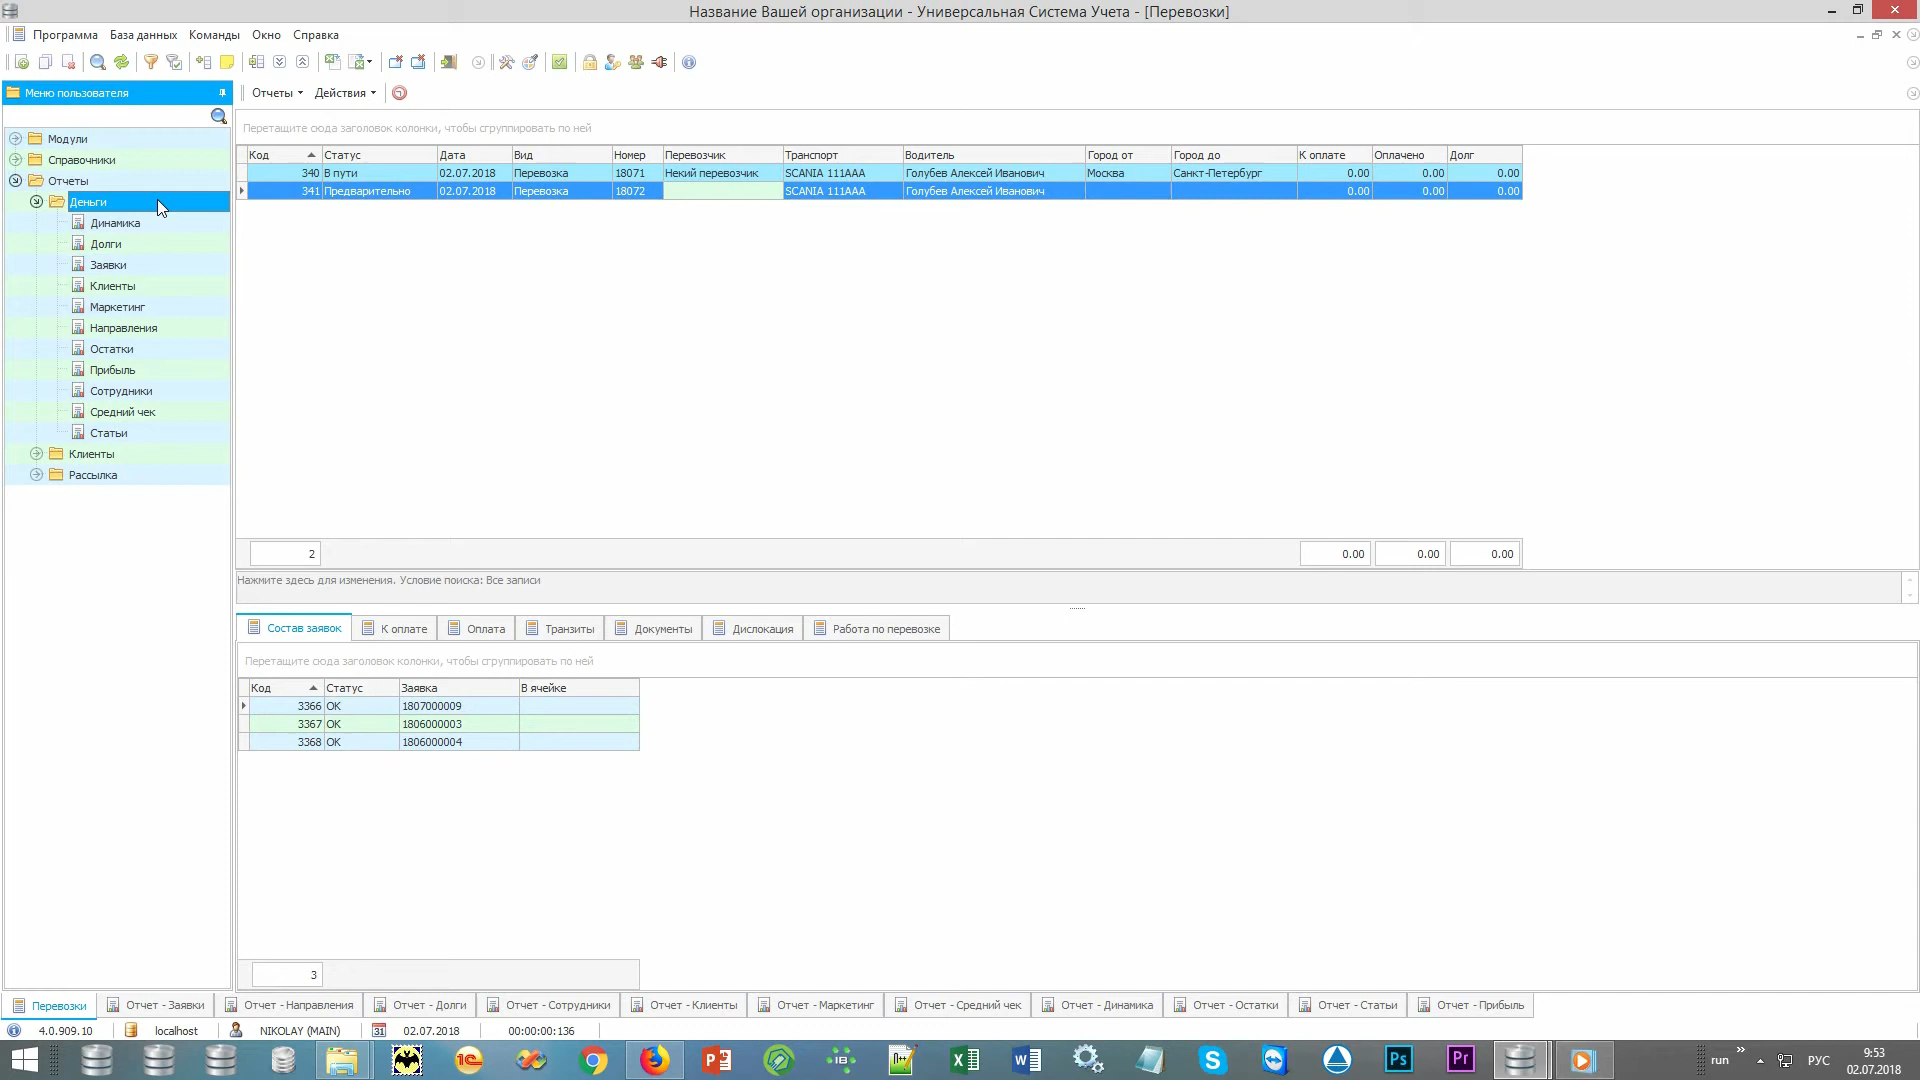 Название Вашей организации - Универсальная Система Учета - [Перевозки]
Программа База данных Команды Окно Справка
Меню пользователя
Отчеты Действия
Перетащите сюда заголовок колонки, чтобы сгруппировать по ней
Модули
Справочники
Отчеты
Деньги
Динамика
Долги
Заявки
Клиенты
Маркетинг
Направления
Остатки
Прибыль
Сотрудники
Средний чек
Статьи
Клиенты
Рассылка
Код Статус Дата Вид Номер Перевозчик Транспорт Водитель Город от Город до К оплате Оплачено Долг
340 В пути 02.07.2018 Перевозка 18071 Некий перевозчик SCANIA 111AAA Голубев Алексей Иванович Москва Санкт-Петербург 0.00 0.00 0.00
341 Предварительно 02.07.2018 Перевозка 18072 SCANIA 111AAA Голубев Алексей Иванович 0.00 0.00 0.00
2 0.00 0.00 0.00
Нажмите здесь для изменения. Условие поиска: Все записи
Состав заявок К оплате Оплата Транзиты Документы Дислокация Работа по перевозке
Перетащите сюда заголовок колонки, чтобы сгруппировать по ней
Код Статус Заявка В ячейке
3366 OK 1807000009
3367 OK 1806000003
3368 OK 1806000004
3
Перевозки Отчет - Заявки Отчет - Направления Отчет - Долги Отчет - Сотрудники Отчет - Клиенты Отчет - Маркетинг Отчет - Средний чек Отчет - Динамика Отчет - Остатки Отчет - Статьи Отчет - Прибыль
4.0.909.10 localhost NIKOLAY (MAIN) 31 02.07.2018 00:00:00:136
run РУС 9:53
02.07.2018